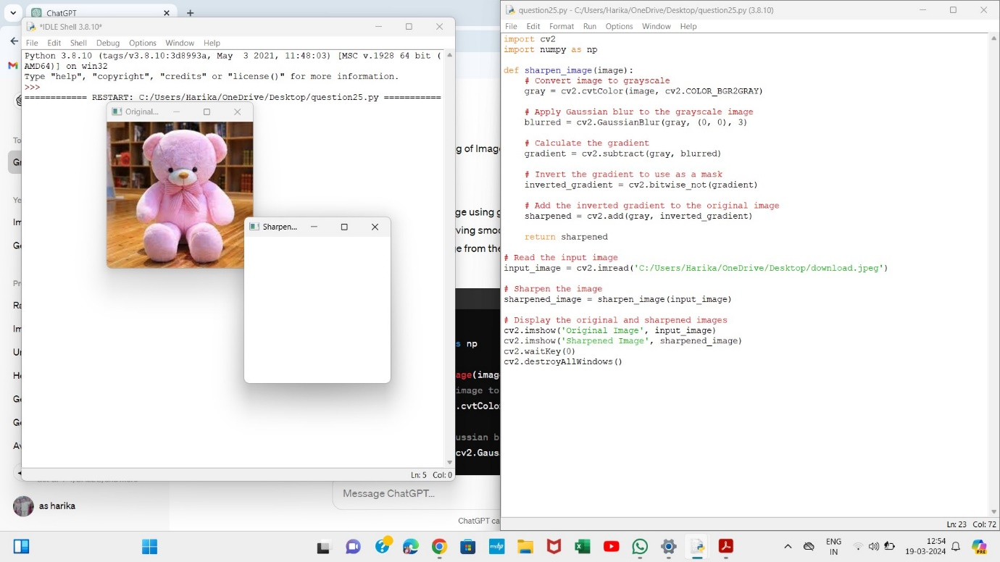 ChatGPT
*IDLE Shell 3.8.10*
File Edit Shell Debug Options Window Help
Python 3.8.10 (tags/v3.8.10:3d8993a, May  3 2021, 11:48:03) [MSC v.1928 64 bit (
AMD64)] on win32
Type "help", "copyright", "credits" or "license()" for more information.
>>>
============ RESTART: C:/Users/Harika/OneDrive/Desktop/question25.py ===========
Original...
Sharpen...
Ln: 5 Col: 0
g of Imag
ge using g
ving smoo
e from the
s np
age(imag
image to
.cvtColo
ussian b
cv2.Gaus
Message ChatGPT...
ChatGPT ca
as harika
question25.py - C:/Users/Harika/OneDrive/Desktop/question25.py (3.8.10)
File Edit Format Run Options Window Help
import cv2
import numpy as np
def sharpen_image(image):
# Convert image to grayscale
gray = cv2.cvtColor(image, cv2.COLOR_BGR2GRAY)
# Apply Gaussian blur to the grayscale image
blurred = cv2.GaussianBlur(gray, (0, 0), 3)
# Calculate the gradient
gradient = cv2.subtract(gray, blurred)
# Invert the gradient to use as a mask
inverted_gradient = cv2.bitwise_not(gradient)
# Add the inverted gradient to the original image
sharpened = cv2.add(gray, inverted_gradient)
return sharpened
# Read the input image
input_image = cv2.imread('C:/Users/Harika/OneDrive/Desktop/download.jpeg')
# Sharpen the image
sharpened_image = sharpen_image(input_image)
# Display the original and sharpened images
cv2.imshow('Original Image', input_image)
cv2.imshow('Sharpened Image', sharpened_image)
cv2.waitKey(0)
cv2.destroyAllWindows()
Ln: 23 Col: 72
ENG
IN
12:54
19-03-2024